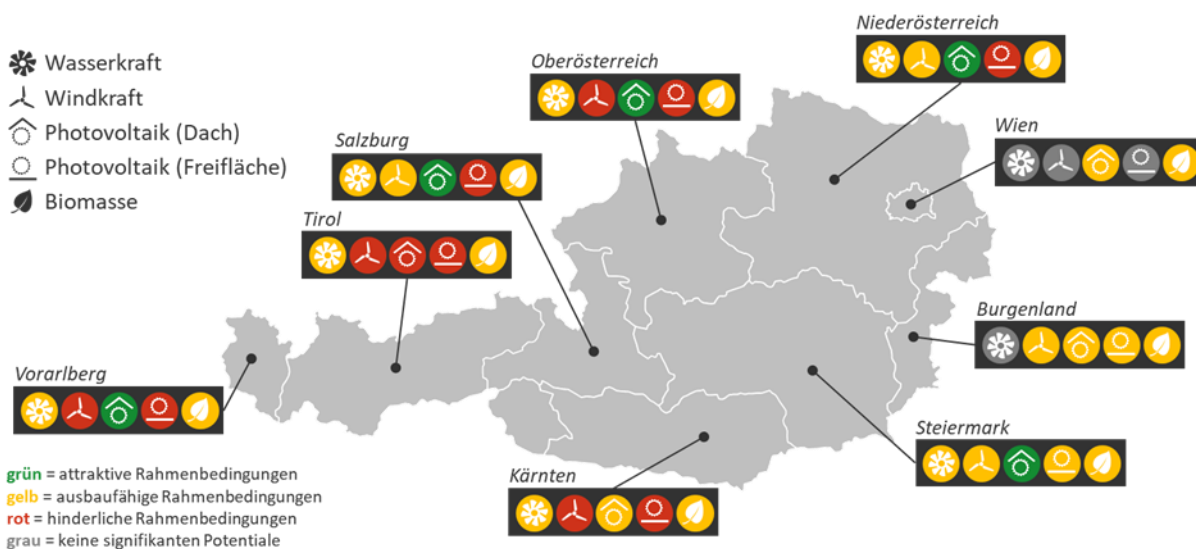 Wasserkraft
Windkraft
Photovoltaik (Dach)
Photovoltaik (Freifläche)
Biomasse
Niederösterreich
Oberösterreich
Wien
Salzburg
Tirol
Burgenland
Vorarlberg
Steiermark
Kärnten
grün = attraktive Rahmenbedingungen
gelb = ausbaufähige Rahmenbedingungen
rot = hinderliche Rahmenbedingungen
grau = keine signifikanten Potentiale